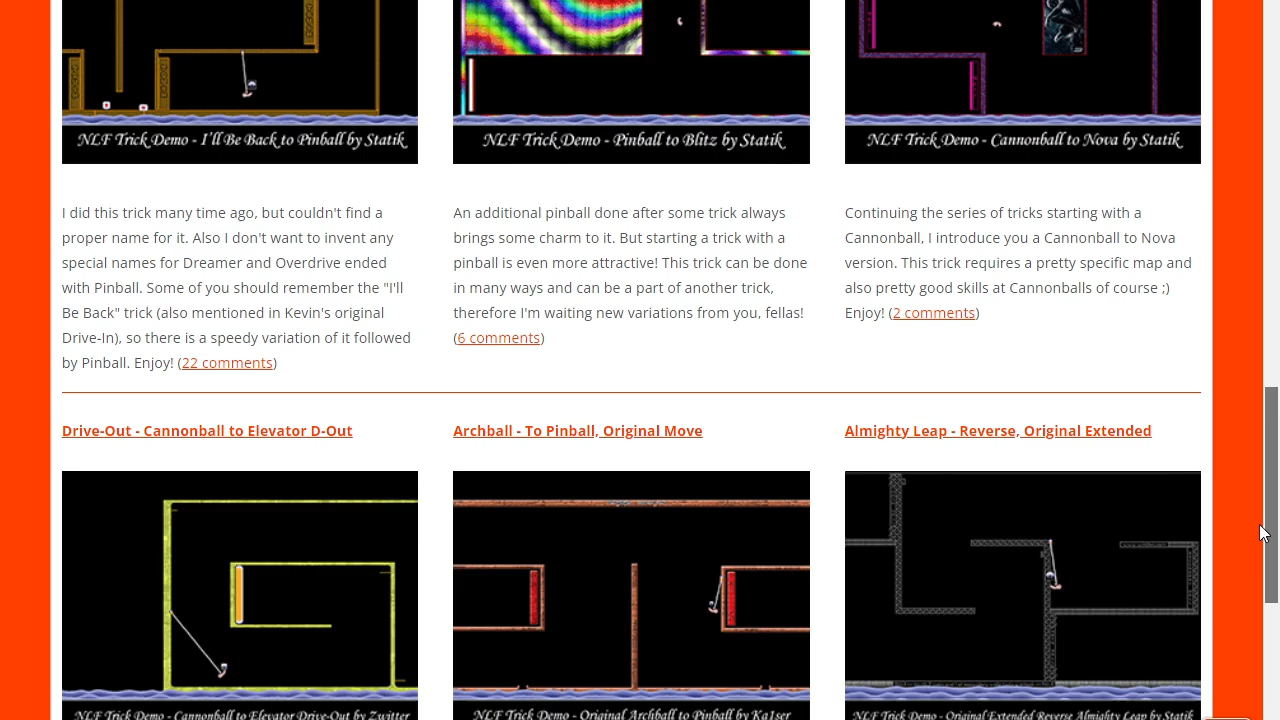 NLF Trick Demo - I'll Be Back to Pinball by Statik
NLF Trick Demo - Pinball to Blitz by Statik
NLF Trick Demo - Cannonball to Nova by Statik
I did this trick many time ago, but couldn't find a
proper name for it. Also I don't want to invent any
special names for Dreamer and Overdrive ended
with Pinball. Some of you should remember the "I'll
Be Back" trick (also mentioned in Kevin's original
Drive-In), so there is a speedy variation of it followed
by Pinball. Enjoy! (22 comments)
An additional pinball done after some trick always
brings some charm to it. But starting a trick with a
pinball is even more attractive! This trick can be done
in many ways and can be a part of another trick,
therefore I'm waiting new variations from you, fellas!
(6 comments)
Continuing the series of tricks starting with a
Cannonball, I introduce you a Cannonball to Nova
version. This trick requires a pretty specific map and
also pretty good skills at Cannonballs of course ;)
Enjoy! (2 comments)
Drive-Out - Cannonball to Elevator D-Out
Archball - To Pinball, Original Move
Almighty Leap - Reverse, Original Extended
NLF Trick Demo - Cannonball to Elevator Drive-Out by Zwitter
NLF Trick Demo - Original Archball to Pinball by Ka1ser
NLF Trick Demo - Original Extended Reverse Almighty Leap by Statik